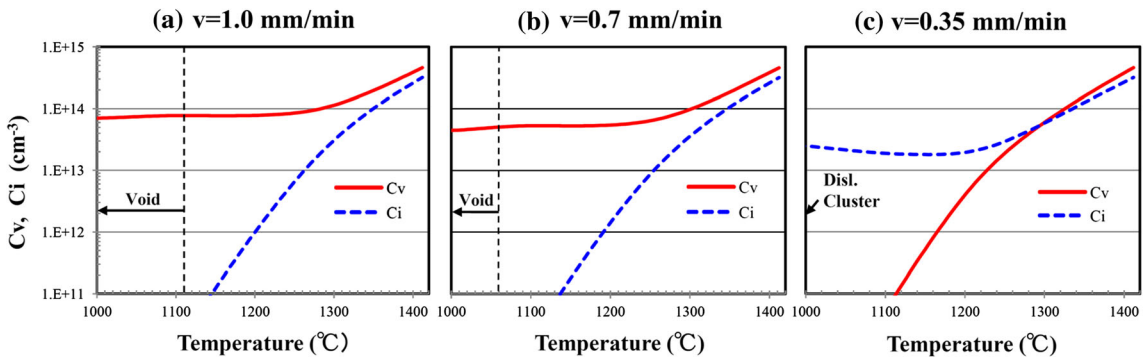 (a) v=1.0 mm/min
(b) v=0.7 mm/min
(c) v=0.35 mm/min
Cv, Ci (cm⁻³)
1.E+15
1.E+14
1.E+13
1.E+12
1.E+11
Void
Cv
Ci
1000 1100 1200 1300 1400
Temperature (℃)
Void
Cv
Ci
1000 1100 1200 1300 1400
Temperature (℃)
Disl.
Cluster
Cv
Ci
1000 1100 1200 1300 1400
Temperature (℃)